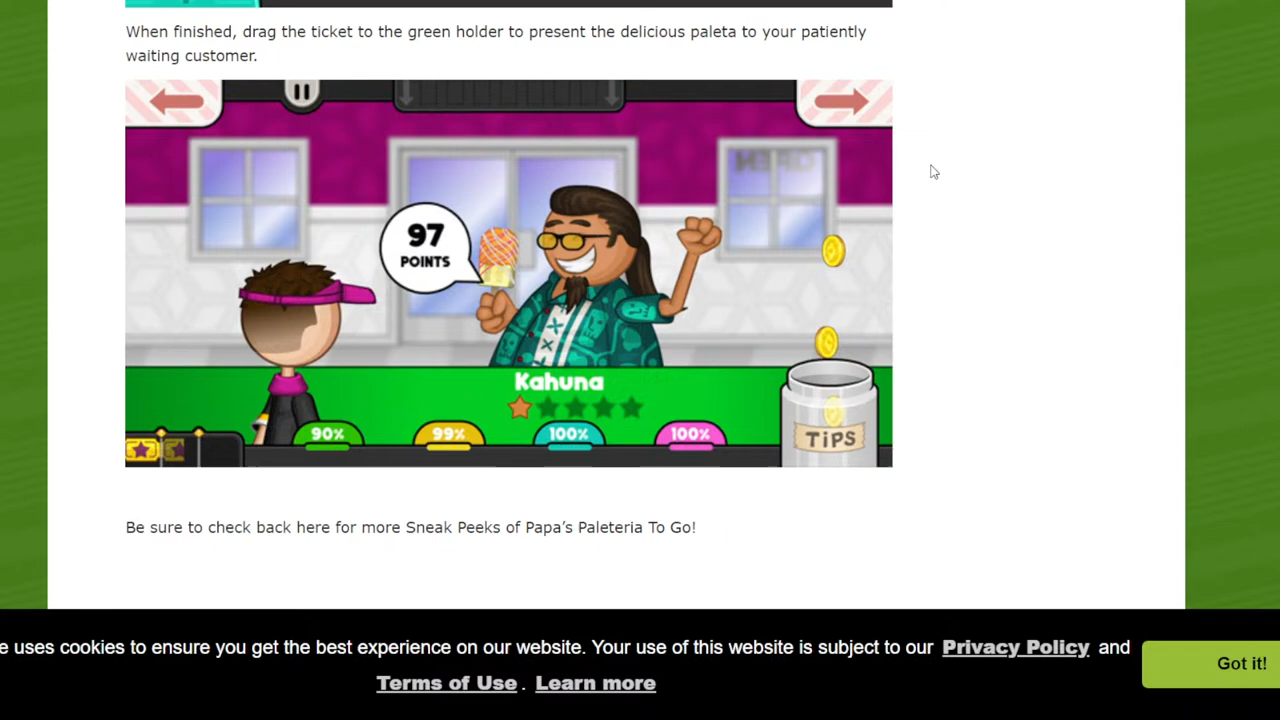 When finished, drag the ticket to the green holder to present the delicious paleta to your patiently
waiting customer.
97
POINTS
Kahuna
90%
99%
100%
100%
TiPS
Be sure to check back here for more Sneak Peeks of Papa’s Paleteria To Go!
e uses cookies to ensure you get the best experience on our website. Your use of this website is subject to our Privacy Policy and
Terms of Use. Learn more
Got it!